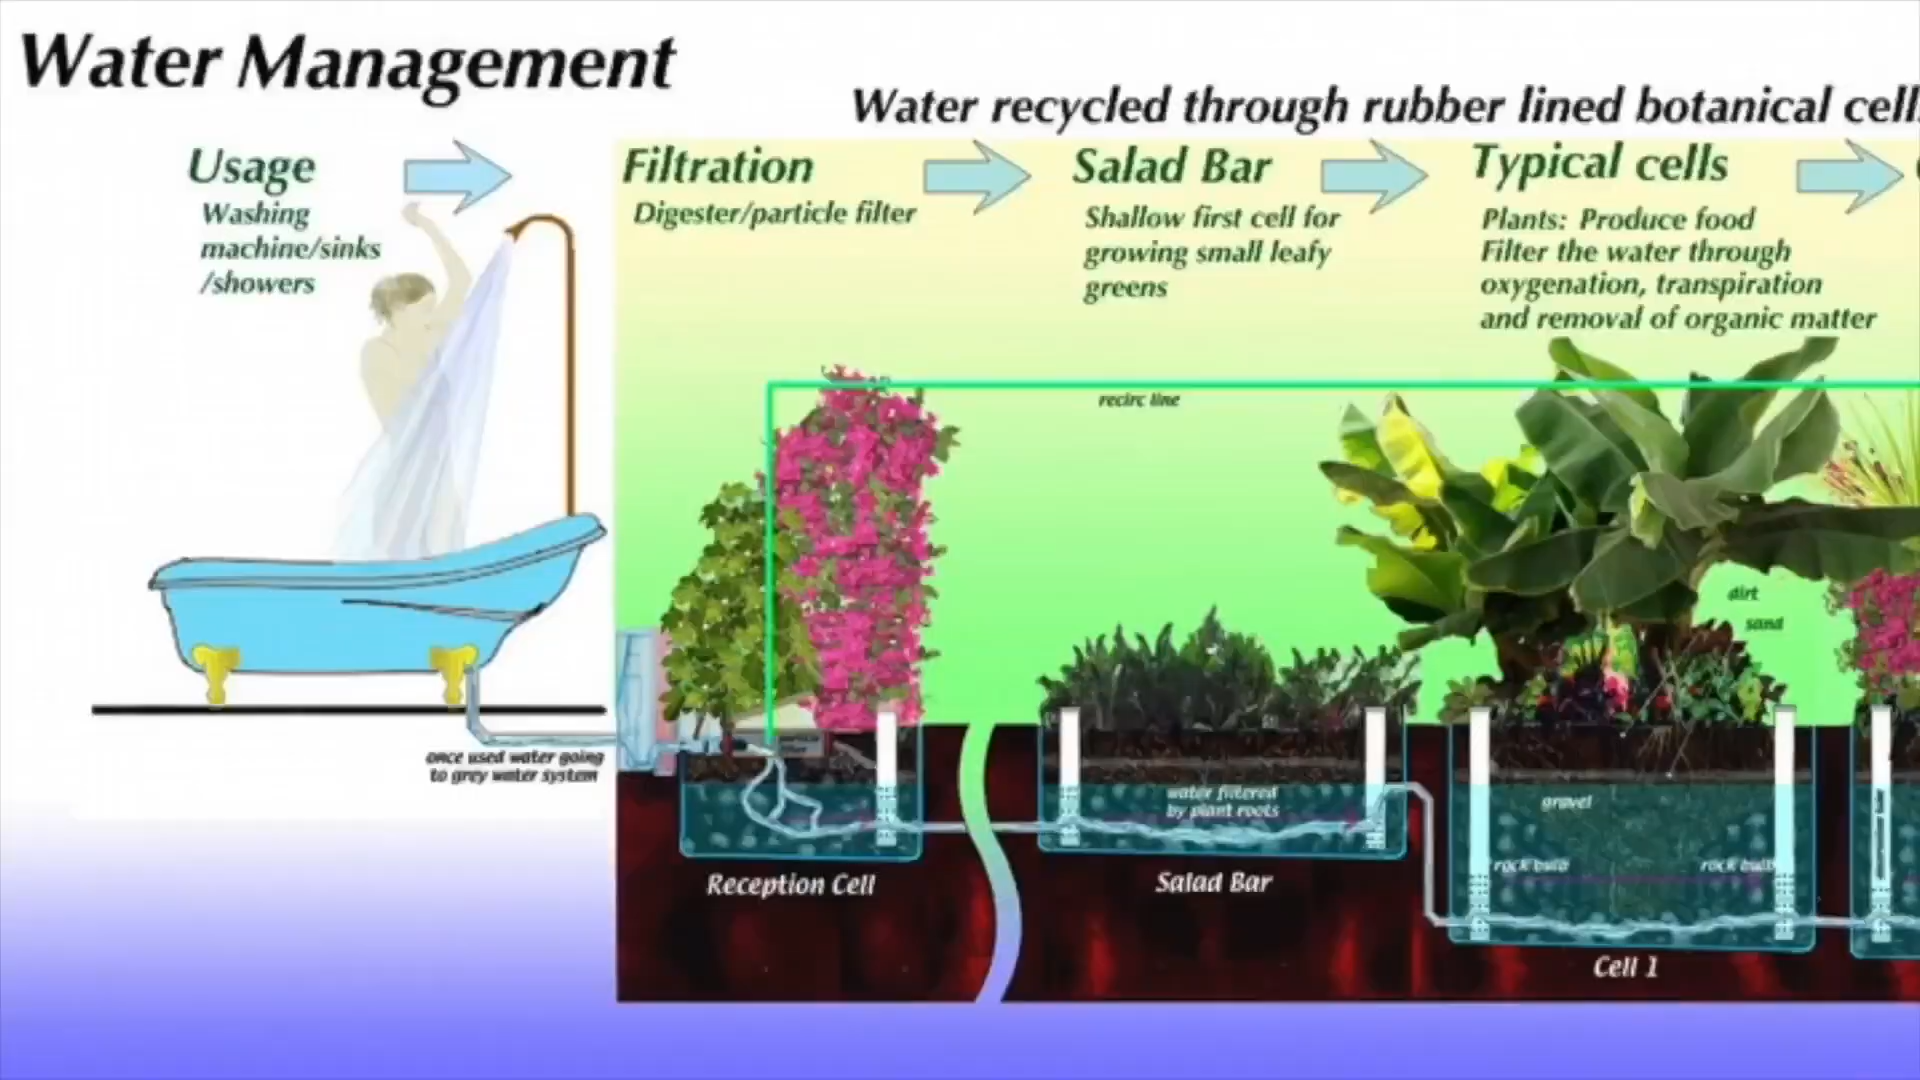 Water Management
Water recycled through rubber lined botanical cell
Usage
Washing
machine/sinks
/showers
Filtration
Digester/particle filter
Salad Bar
Shallow first cell for
growing small leafy
greens
Typical cells
Plants: Produce food
Filter the water through
oxygenation, transpiration
and removal of organic matter
recirc line
dirt
sand
once used water going
to grey water system
water filtered
by plant roots
gravel
rock bulb
rock bulb
Reception Cell
Salad Bar
Cell 1